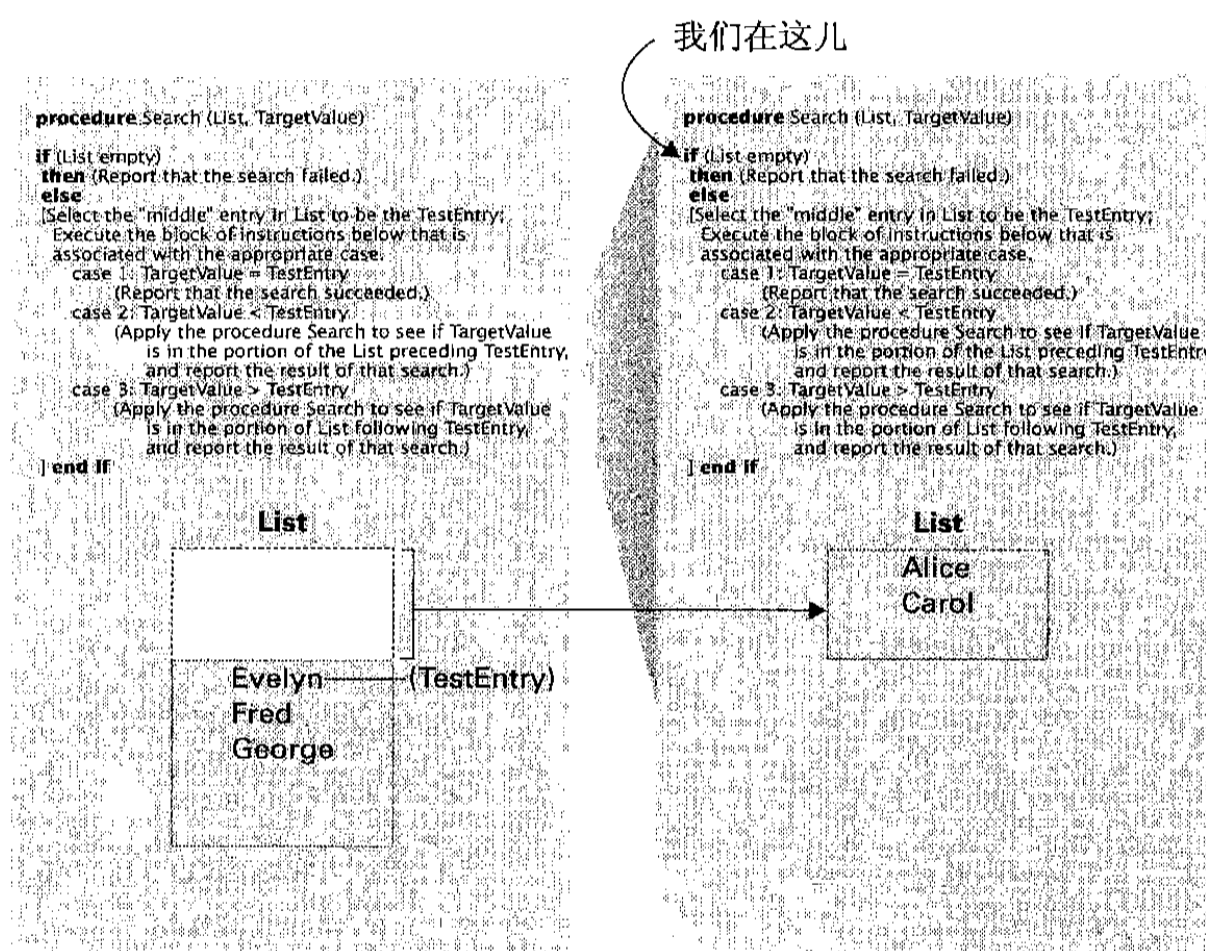 我们在这儿
procedure Search (List, TargetValue)
if (List empty)
then (Report that the search failed.)
else
[Select the "middle" entry in List to be the TestEntry;
Execute the block of instructions below that is
associated with the appropriate case.
case 1: TargetValue = TestEntry
(Report that the search succeeded.)
case 2: TargetValue < TestEntry
(Apply the procedure Search to see if TargetValue
is in the portion of the List preceding TestEntry,
and report the result of that search.)
case 3: TargetValue > TestEntry
(Apply the procedure Search to see if TargetValue
is in the portion of List following TestEntry,
and report the result of that search.)
] end if
List
Evelyn (TestEntry)
Fred
George
procedure Search (List, TargetValue)
if (List empty)
then (Report that the search failed.)
else
[Select the "middle" entry in List to be the TestEntry;
Execute the block of instructions below that is
associated with the appropriate case.
case 1: TargetValue = TestEntry
(Report that the search succeeded.)
case 2: TargetValue < TestEntry
(Apply the procedure Search to see if TargetValue
is in the portion of the List preceding TestEntry
and report the result of that search.)
case 3: TargetValue > TestEntry
(Apply the procedure Search to see if TargetValue
is in the portion of List following TestEntry,
and report the result of that search.)
] end if
List
Alice
Carol